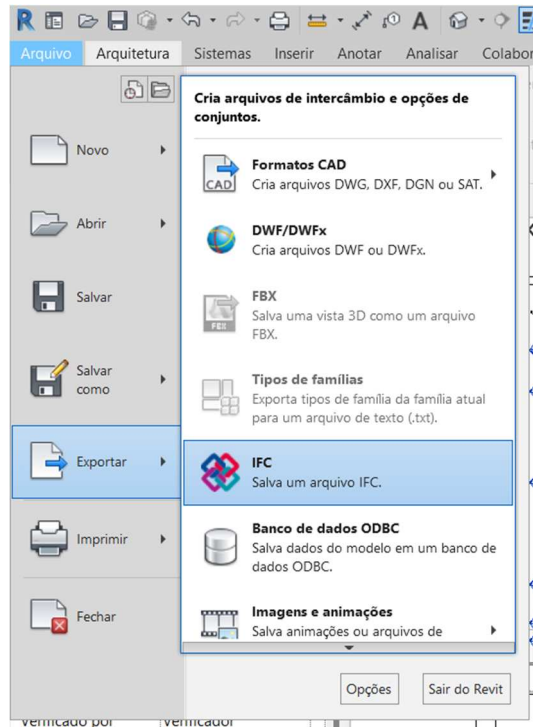 R
A
Arquivo Arquitetura Sistemas Inserir Anotar Analisar Colabor
Novo
Abrir
Salvar
Salvar
como
Exportar
Imprimir
Fechar
Cria arquivos de intercâmbio e opções de
conjuntos.
CAD
Formatos CAD
Cria arquivos DWG, DXF, DGN ou SAT.
DWF/DWFx
Cria arquivos DWF ou DWFx.
FBX
FBX
Salva uma vista 3D como um arquivo
FBX.
Tipos de famílias
Exporta tipos de família da família atual
para um arquivo de texto (.txt).
IFC
Salva um arquivo IFC.
Banco de dados ODBC
Salva dados do modelo em um banco de
dados ODBC.
Imagens e animações
Salva animações ou arquivos de
Opções Sair do Revit
Verificado por Verificador